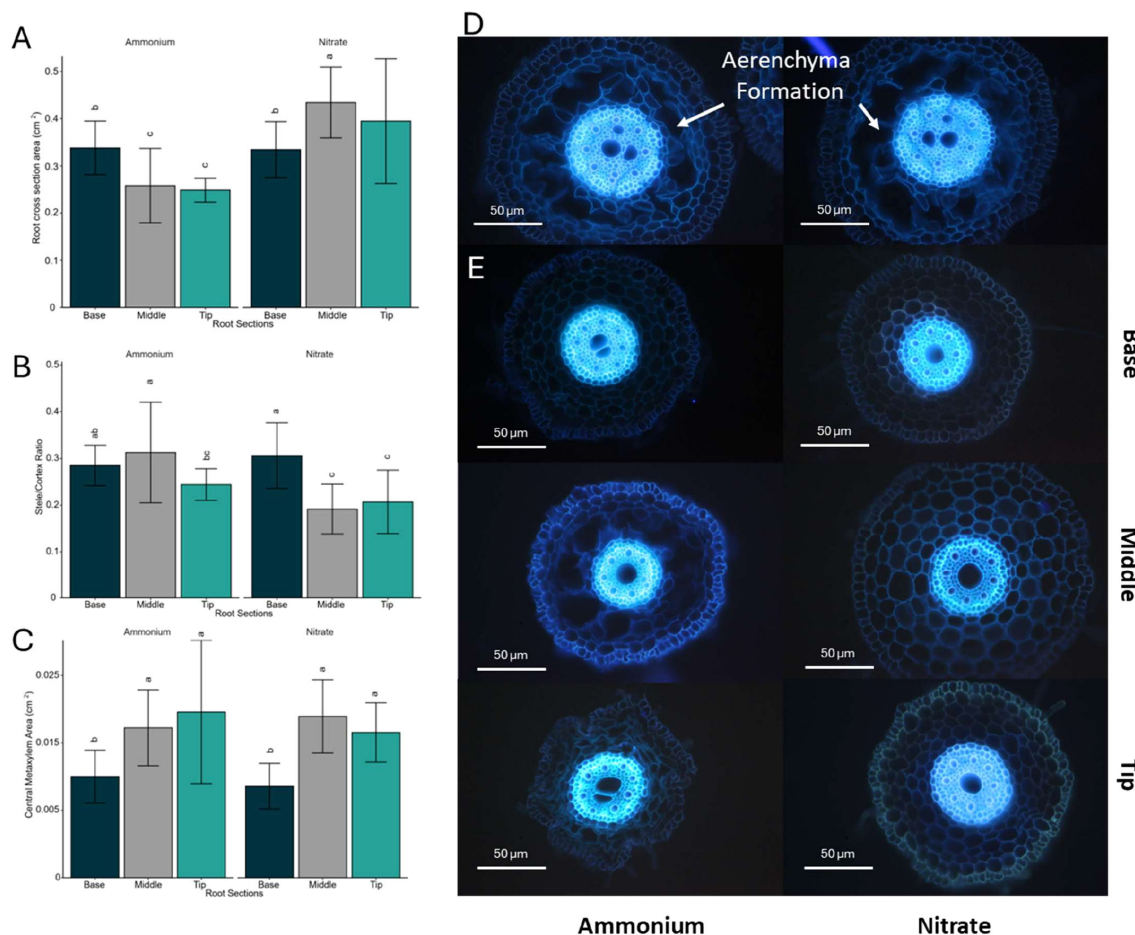 A
Ammonium
Nitrate
Root cross section area (cm²)
0.5
0.4
0.3
0.2
0.1
0
b
c
c
b
a
Base
Middle
Tip
Base
Middle
Tip
Root Sections
B
Ammonium
Nitrate
Stele/Cortex Ratio
0.5
0.4
0.3
0.2
0.1
0
ab
a
bc
a
c
c
Base
Middle
Tip
Base
Middle
Tip
Root Sections
C
Ammonium
Nitrate
Central Metaxylem Area (cm²)
0.025
0.015
0.005
0
b
a
a
b
a
a
Base
Middle
Tip
Base
Middle
Tip
Root Sections
D
Aerenchyma
Formation
50 µm
50 µm
E
50 µm
50 µm
Base
50 µm
50 µm
Middle
50 µm
50 µm
Tip
Ammonium
Nitrate